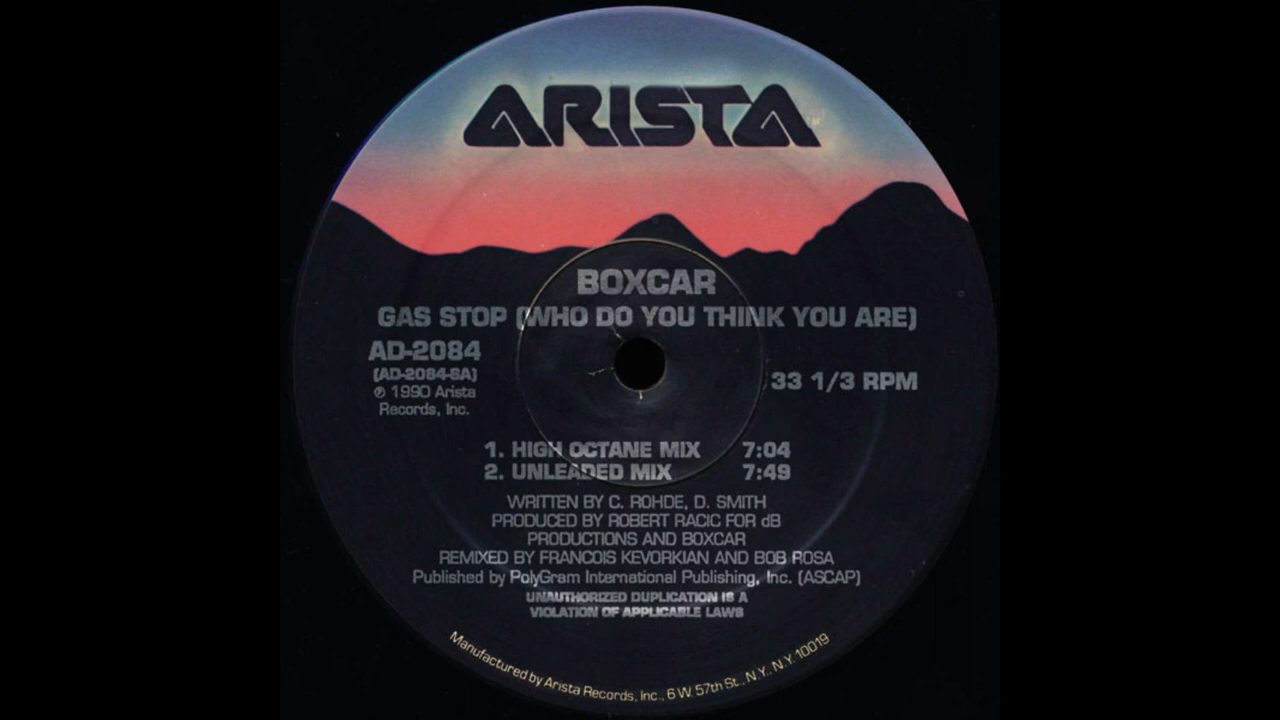 ARISTA
BOXCAR
GAS STOP (WHO DO YOU THINK YOU ARE)
AD-2084
(AD-2084-SA)
℗ 1990 Arista
Records, Inc.
33 1/3 RPM
1. HIGH OCTANE MIX 7:04
2. UNLEADED MIX 7:49
WRITTEN BY C. ROHDE, D. SMITH
PRODUCED BY ROBERT RACIC FOR dB
PRODUCTIONS AND BOXCAR
REMIXED BY FRANCOIS KEVORKIAN AND BOB ROSA
Published by PolyGram International Publishing, Inc. (ASCAP)
UNAUTHORIZED DUPLICATION IS A
VIOLATION OF APPLICABLE LAWS
Manufactured by Arista Records, Inc., 6 W. 57th St., N.Y., N.Y. 10019